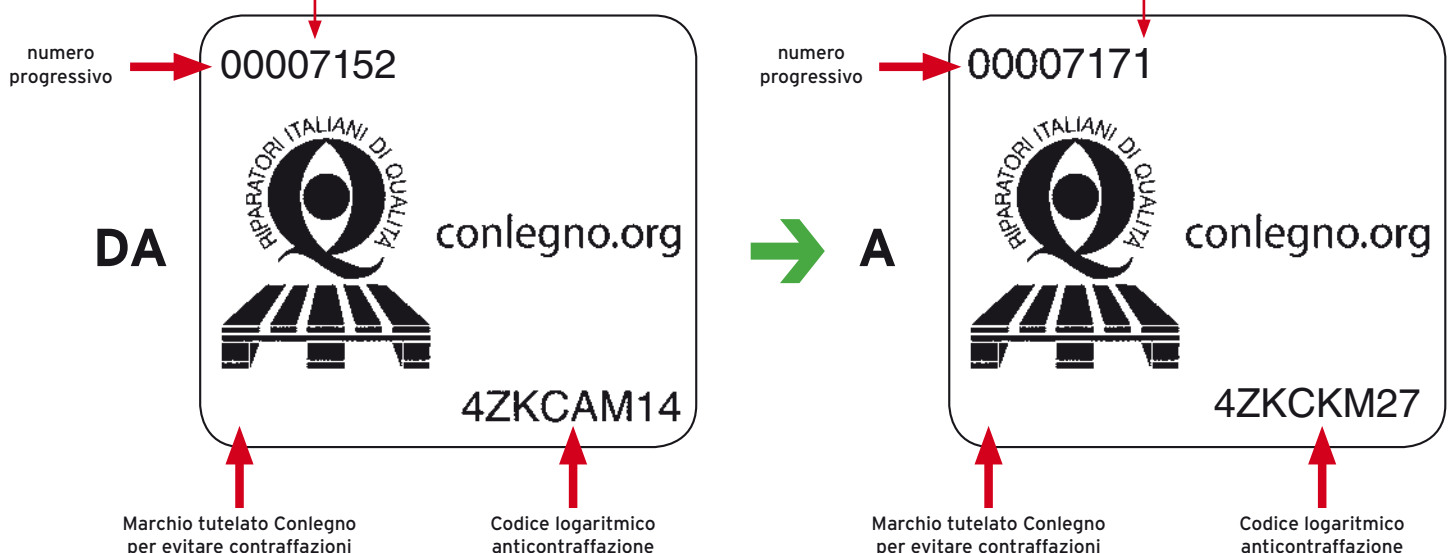 numero
progressivo
00007152
RIPARATORI ITALIANI DI QUALITÀ
conlegno.org
DA
4ZKCAM14
Marchio tutelato Conlegno
per evitare contraffazioni
Codice logaritmico
anticontraffazione
numero
progressivo
00007171
RIPARATORI ITALIANI DI QUALITÀ
conlegno.org
A
4ZKCKM27
Marchio tutelato Conlegno
per evitare contraffazioni
Codice logaritmico
anticontraffazione